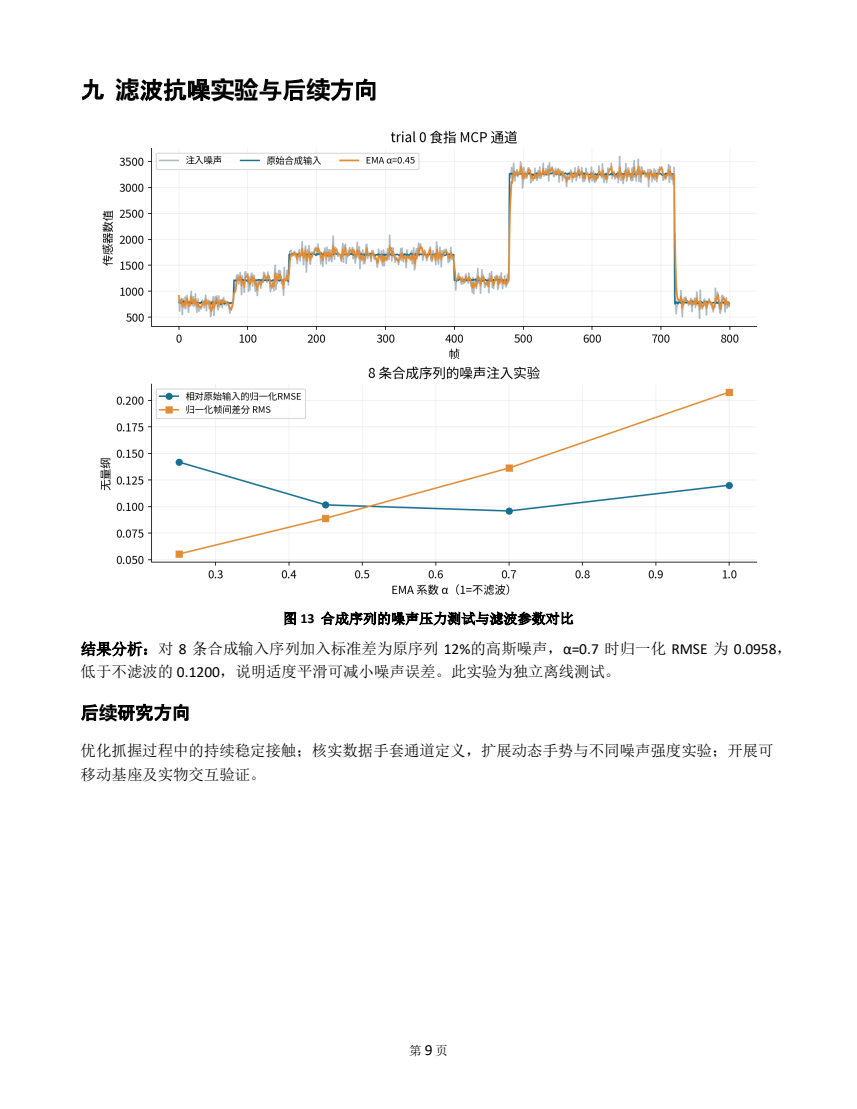 九 滤波抗噪实验与后续方向
trial 0 食指 MCP 通道
注入噪声 原始合成输入 EMA α=0.45
传感器数值
3500
3000
2500
2000
1500
1000
500
0 100 200 300 400 500 600 700 800
帧
8 条合成序列的噪声注入实验
相对原始输入的归一化RMSE
归一化帧间差分 RMS
无量纲
0.200
0.175
0.150
0.125
0.100
0.075
0.050
0.3 0.4 0.5 0.6 0.7 0.8 0.9 1.0
EMA 系数 α（1=不滤波）
图 13 合成序列的噪声压力测试与滤波参数对比
结果分析：对 8 条合成输入序列加入标准差为原序列 12%的高斯噪声，α=0.7 时归一化 RMSE 为 0.0958，
低于不滤波的 0.1200，说明适度平滑可减小噪声误差。此实验为独立离线测试。
后续研究方向
优化抓握过程中的持续稳定接触；核实数据手套通道定义，扩展动态手势与不同噪声强度实验；开展可
移动基座及实物交互验证。
第 9 页